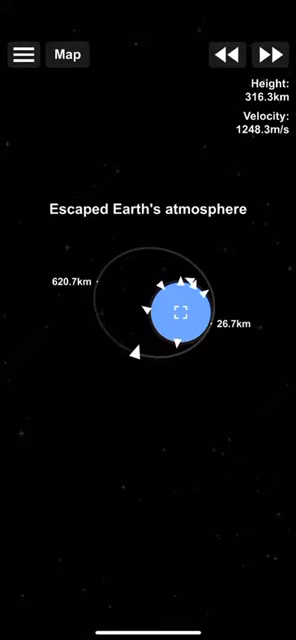 Map
Height:
316.3km
Velocity:
1248.3m/s
Escaped Earth's atmosphere
620.7km
26.7km